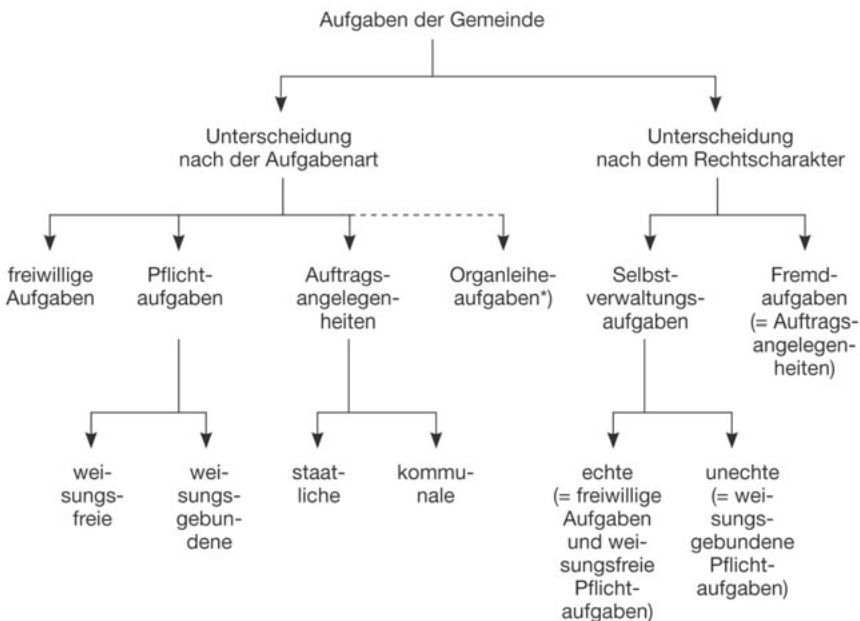 Aufgaben der Gemeinde
Unterscheidung
nach der Aufgabenart
Unterscheidung
nach dem Rechtscharakter
freiwillige
Aufgaben
Pflicht-
aufgaben
Auftrags-
angelegen-
heiten
Organleihe-
aufgaben*)
Selbst-
verwaltungs-
aufgaben
Fremd-
aufgaben
(= Auftrags-
angelegen-
heiten)
wei-
sungs-
freie
wei-
sungs-
gebun-
dene
staat-
liche
kommu-
nale
echte
(= freiwillige
Aufgaben
und wei-
sungsfreie
Pflicht-
aufgaben)
unechte
(= wei-
sungs-
gebundene
Pflicht-
aufgaben)